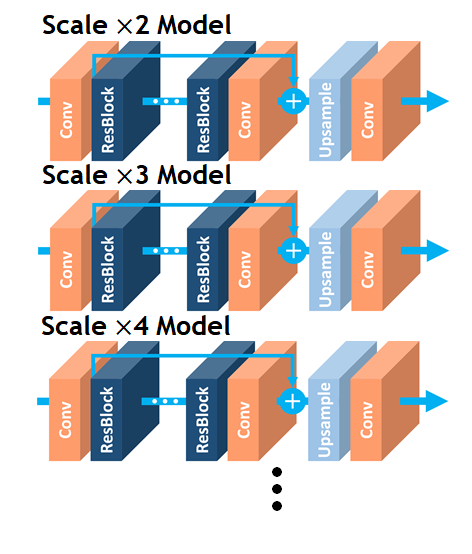 Scale ×2 Model
Conv
ResBlock
ResBlock
Conv
+
Upsample
Conv
Scale ×3 Model
Conv
ResBlock
ResBlock
Conv
+
Upsample
Conv
Scale ×4 Model
Conv
ResBlock
ResBlock
Conv
+
Upsample
Conv